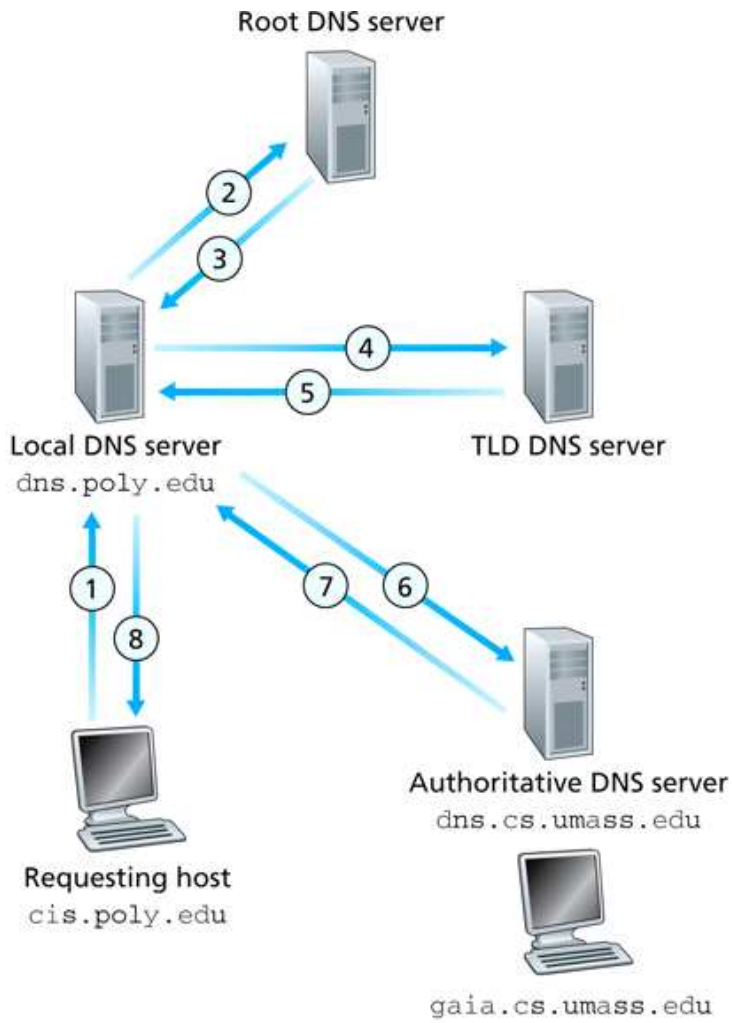 Root DNS server
2
3
4
5
Local DNS server
dns.poly.edu
TLD DNS server
1
8
7
6
Authoritative DNS server
dns.cs.umass.edu
Requesting host
cis.poly.edu
gaia.cs.umass.edu